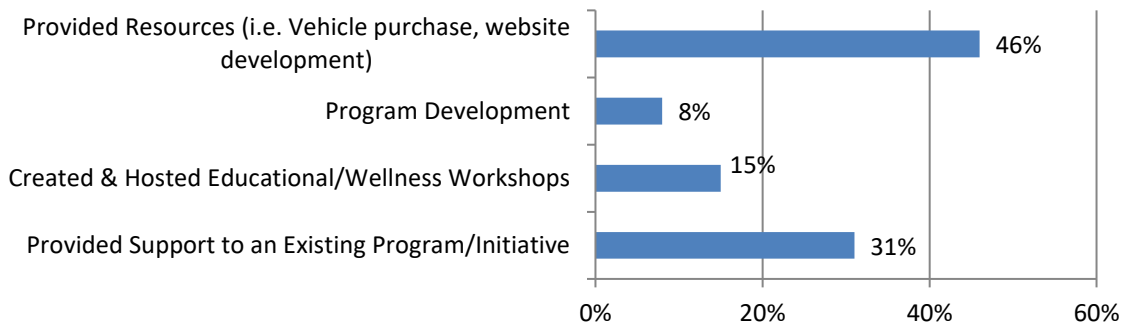 Provided Resources (i.e. Vehicle purchase, website
development)
46%
Program Development
8%
Created & Hosted Educational/Wellness Workshops
15%
Provided Support to an Existing Program/Initiative
31%
0%
20%
40%
60%